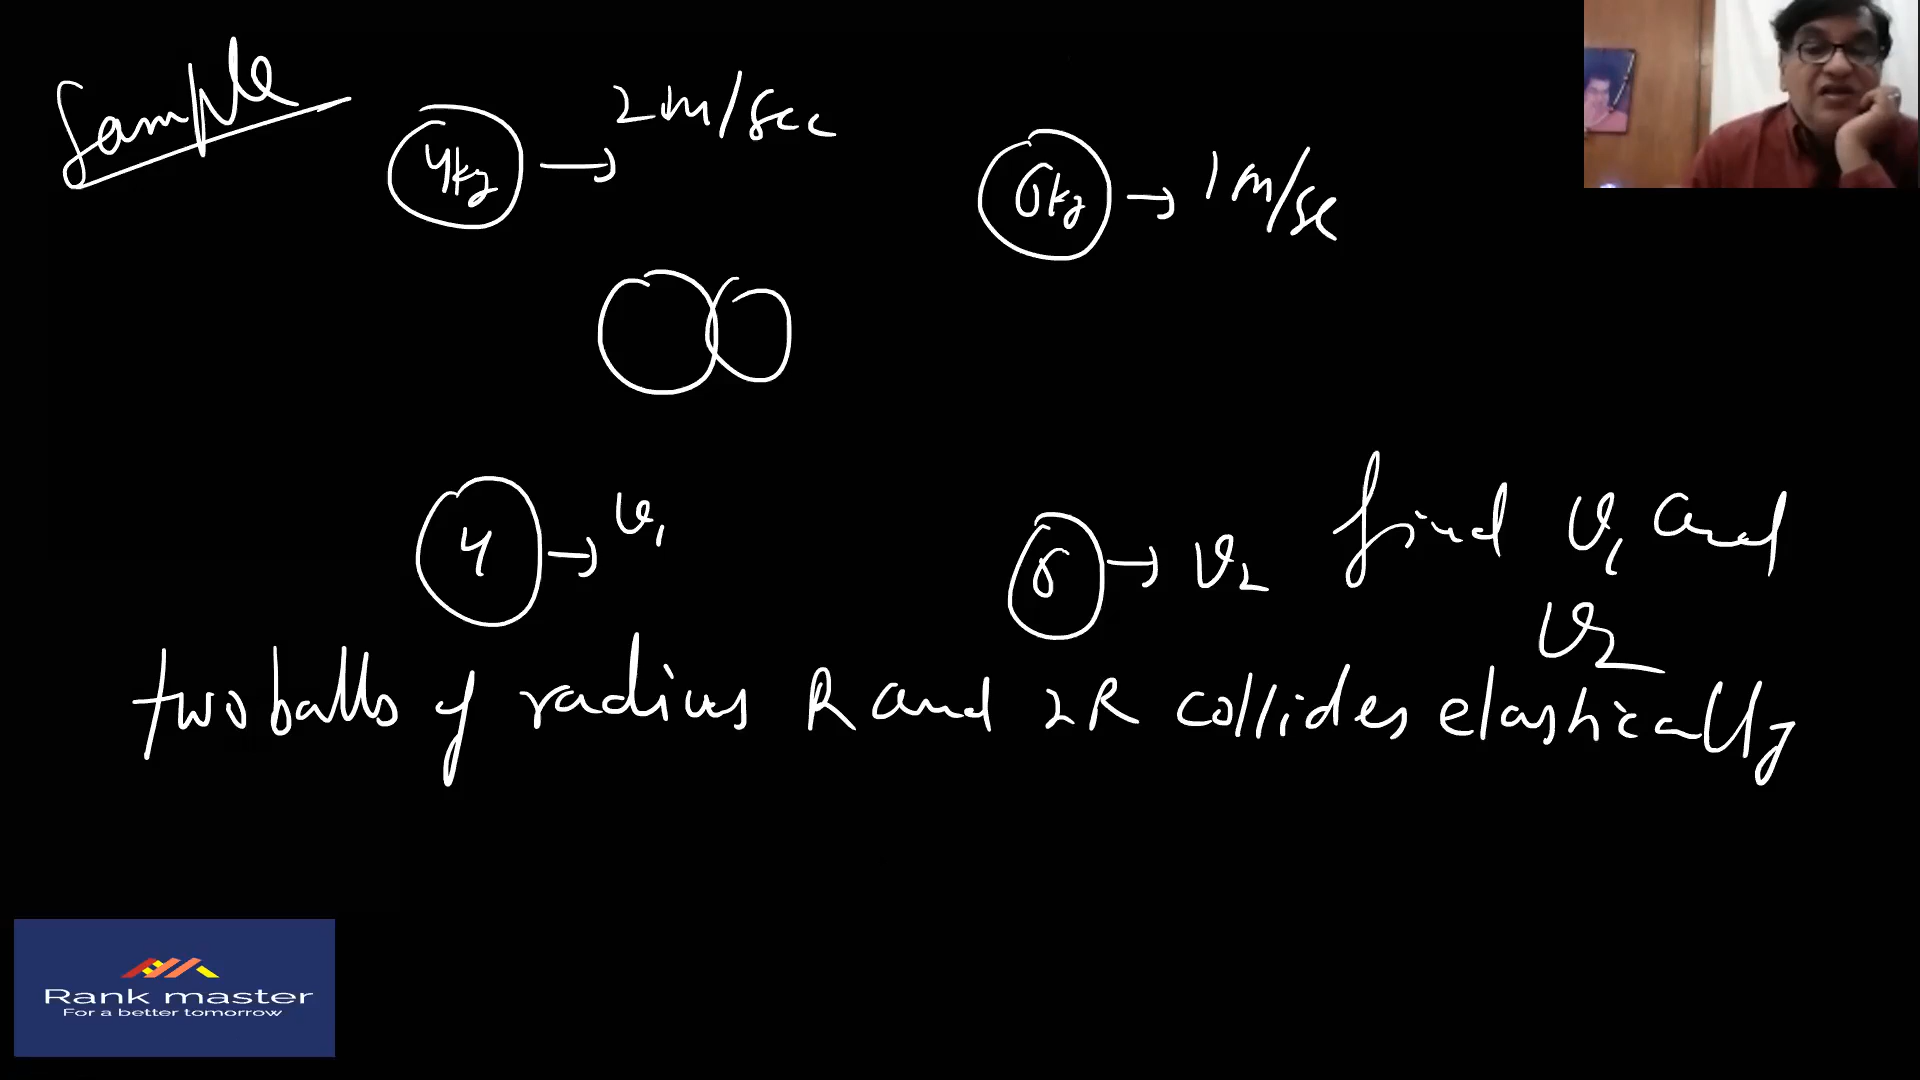 Sample
4kg → 2m/sec
6kg → 1m/se
4 → v₁
6 → v₂
find v₁ and
v₂
two balls of radius R and 2R collides elastically
Rank master
For a better tomorrow